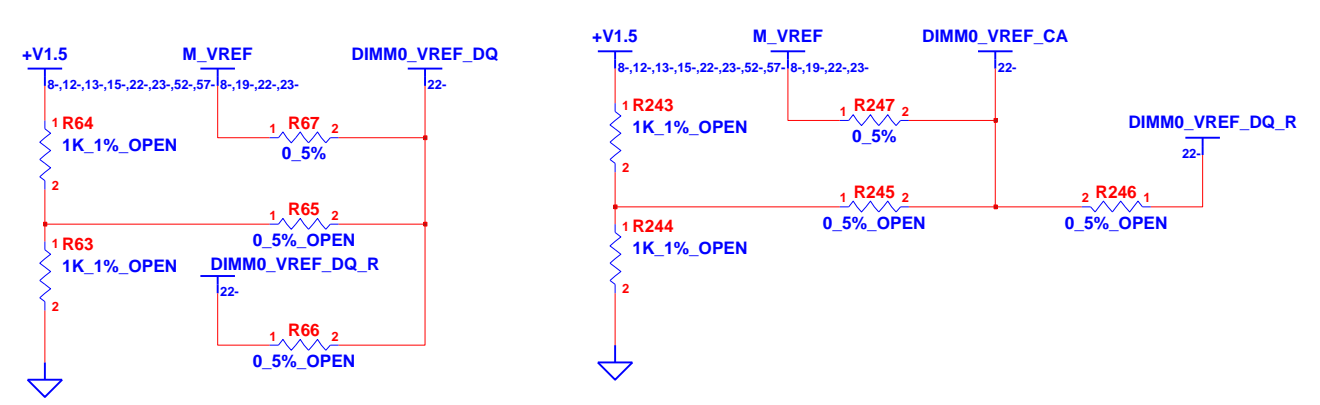 +V1.5
M_VREF
DIMM0_VREF_DQ
8-,12-,13-,15-,22-,23-,52-,57-
8-,19-,22-,23-
22-
1 R64
1K_1%_OPEN
2
1 R67 2
0_5%
1 R65 2
0_5%_OPEN
1 R63
1K_1%_OPEN
2
DIMM0_VREF_DQ_R
22-
1 R66 2
0_5%_OPEN
+V1.5
M_VREF
DIMM0_VREF_CA
8-,12-,13-,15-,22-,23-,52-,57-
8-,19-,22-,23-
22-
1 R243
1K_1%_OPEN
2
1 R247 2
0_5%
DIMM0_VREF_DQ_R
22-
1 R245 2
0_5%_OPEN
2 R246 1
0_5%_OPEN
1 R244
1K_1%_OPEN
2